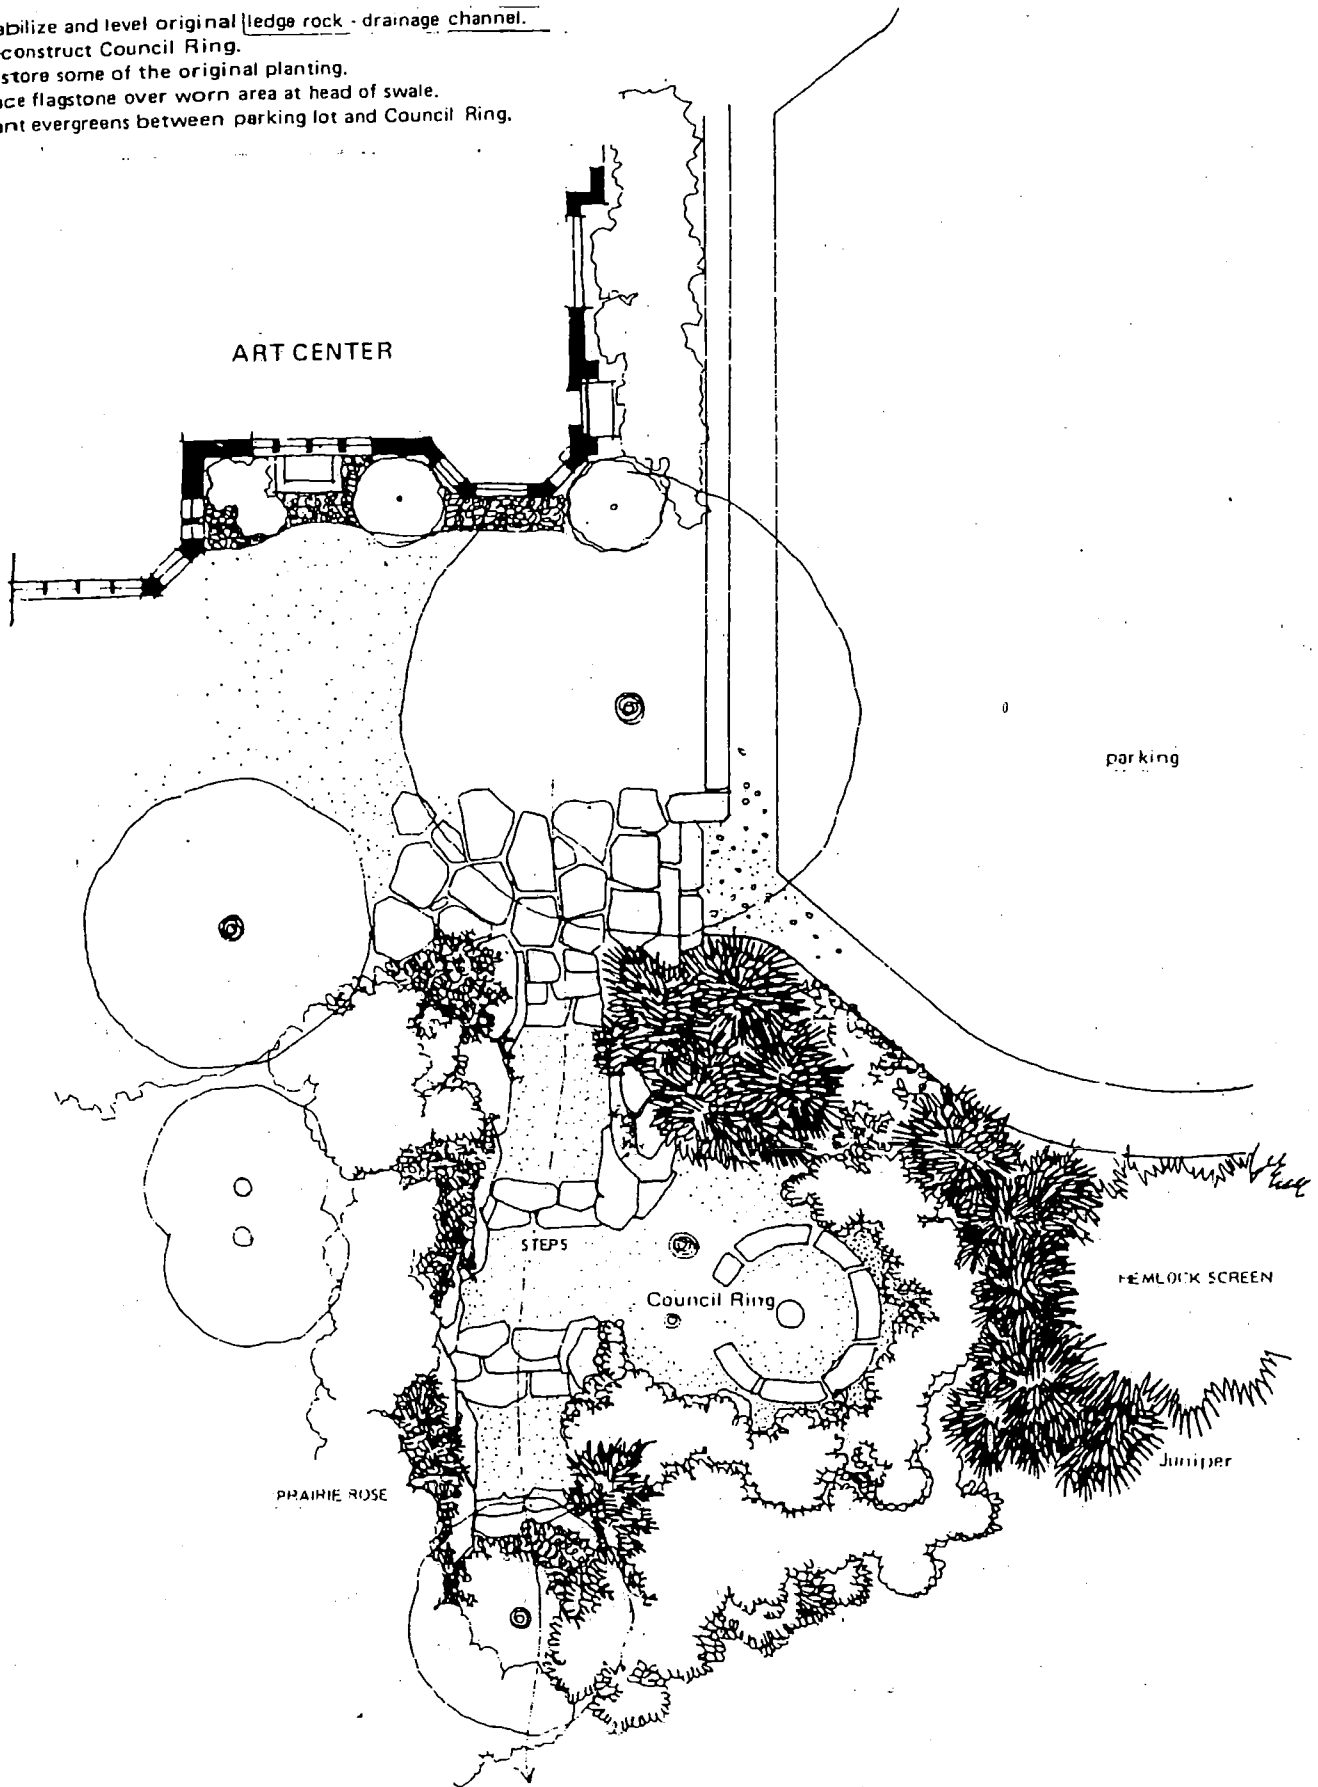 abilize and level original ledge rock - drainage channel.
-construct Council Ring.
store some of the original planting.
ace flagstone over worn area at head of swale.
ant evergreens between parking lot and Council Ring.
ART CENTER
parking
STEPS
Council Ring
HEMLOCK SCREEN
Juniper
PRAIRIE ROSE